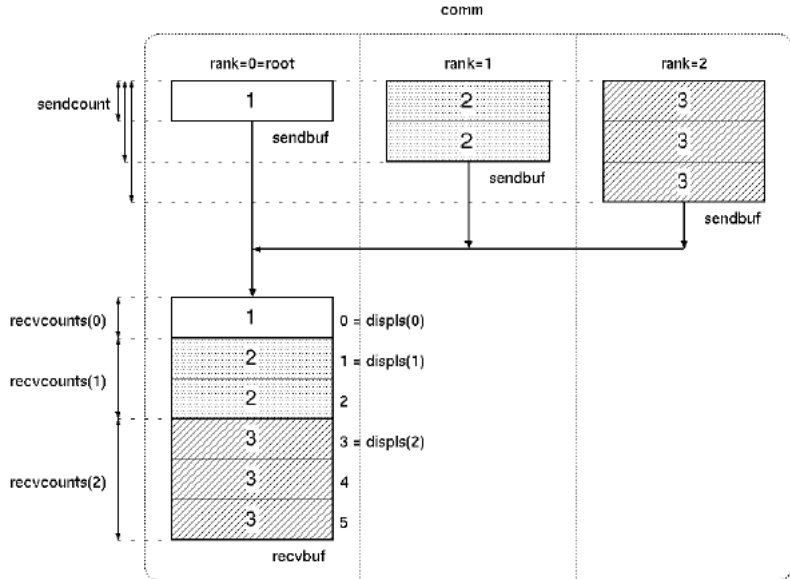 comm
rank=0=root rank=1 rank=2
sendcount
1 2 3
sendbuf 2 3
sendbuf 3
sendbuf
recvcounts(0) 1 0 = displs(0)
2 1 = displs(1)
recvcounts(1)
2 2
3 3 = displs(2)
recvcounts(2) 3 4
3 5
recvbuf